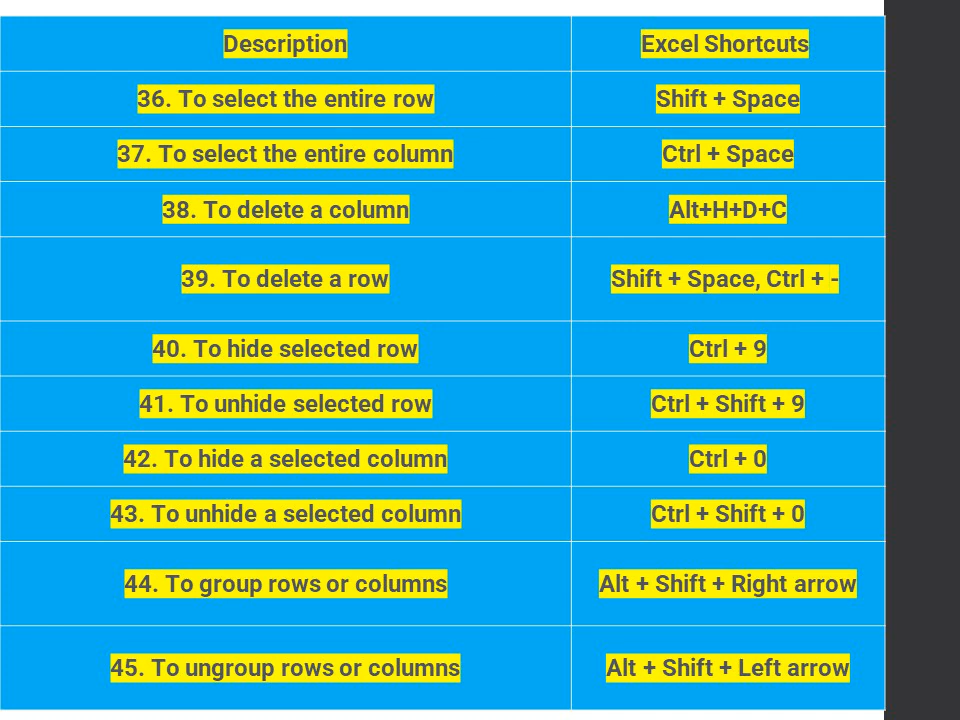 Description
Excel Shortcuts
36. To select the entire row
Shift + Space
37. To select the entire column
Ctrl + Space
38. To delete a column
Alt+H+D+C
39. To delete a row
Shift + Space, Ctrl + -
40. To hide selected row
Ctrl + 9
41. To unhide selected row
Ctrl + Shift + 9
42. To hide a selected column
Ctrl + 0
43. To unhide a selected column
Ctrl + Shift + 0
44. To group rows or columns
Alt + Shift + Right arrow
45. To ungroup rows or columns
Alt + Shift + Left arrow